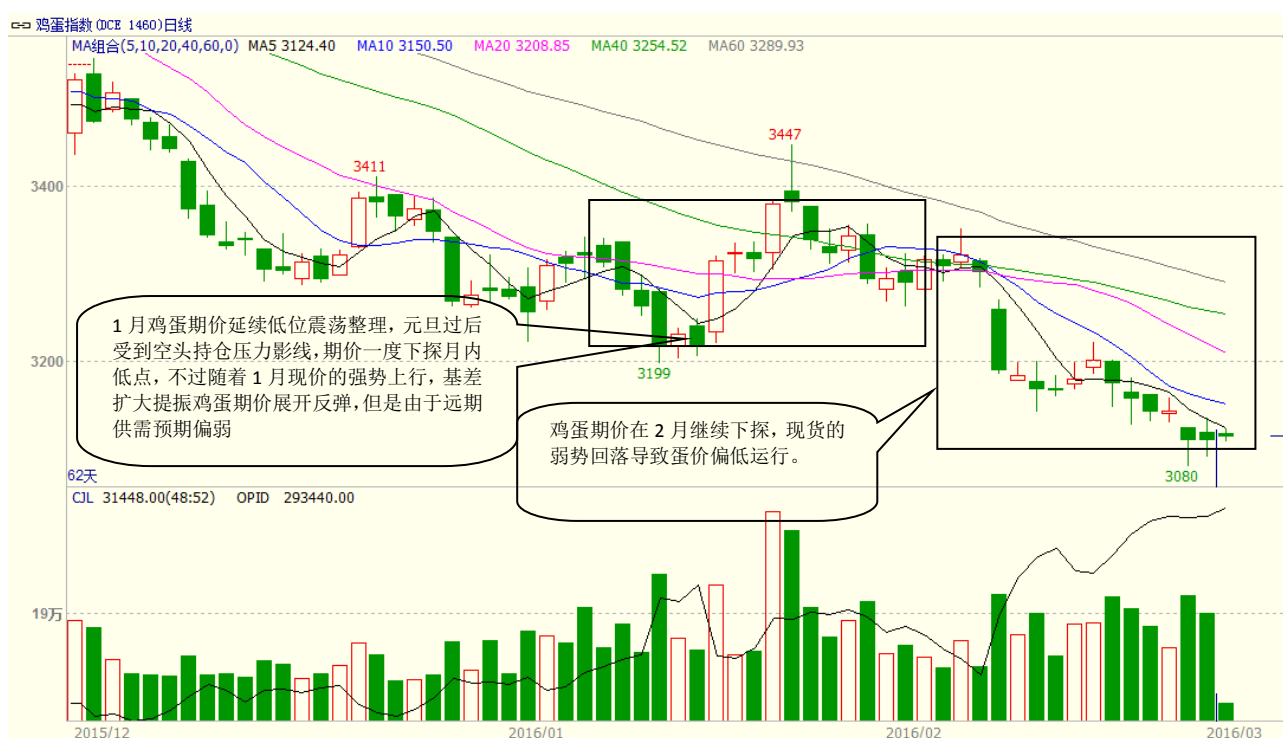 鸡蛋指数(DCE 1460)日线
MA组合(5,10,20,40,60,0) MA5 3124.40 MA10 3150.50 MA20 3208.85 MA40 3254.52 MA60 3289.93
3447
3411
3400
1月鸡蛋期价延续低位震荡整理，元旦过后
受到空头持仓压力影线，期价一度下探月内
低点，不过随着1月现价的强势上行，基差
扩大提振鸡蛋期价展开反弹，但是由于远期
供需预期偏弱
3200
3199
鸡蛋期价在2月继续下探，现货的
弱势回落导致蛋价偏低运行。
3080
62天
CJL 31448.00(48:52) OPID 293440.00
19万
2015/12 2016/01 2016/02 2016/03